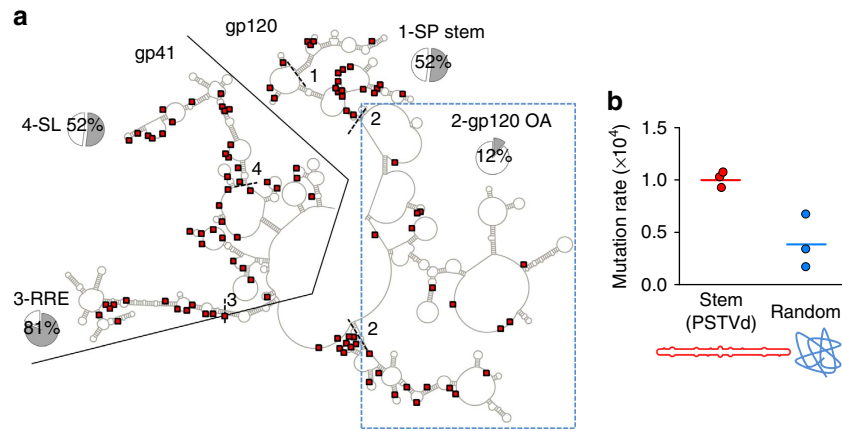 a
gp120
1-SP stem
gp41
52%
1
4-SL 52%
2
2-gp120 OA
12%
4
3-RRE
81%
3
2
b
Mutation rate (×10⁴)
1.5
1.0
0.5
0.0
Stem
(PSTVd)
Random